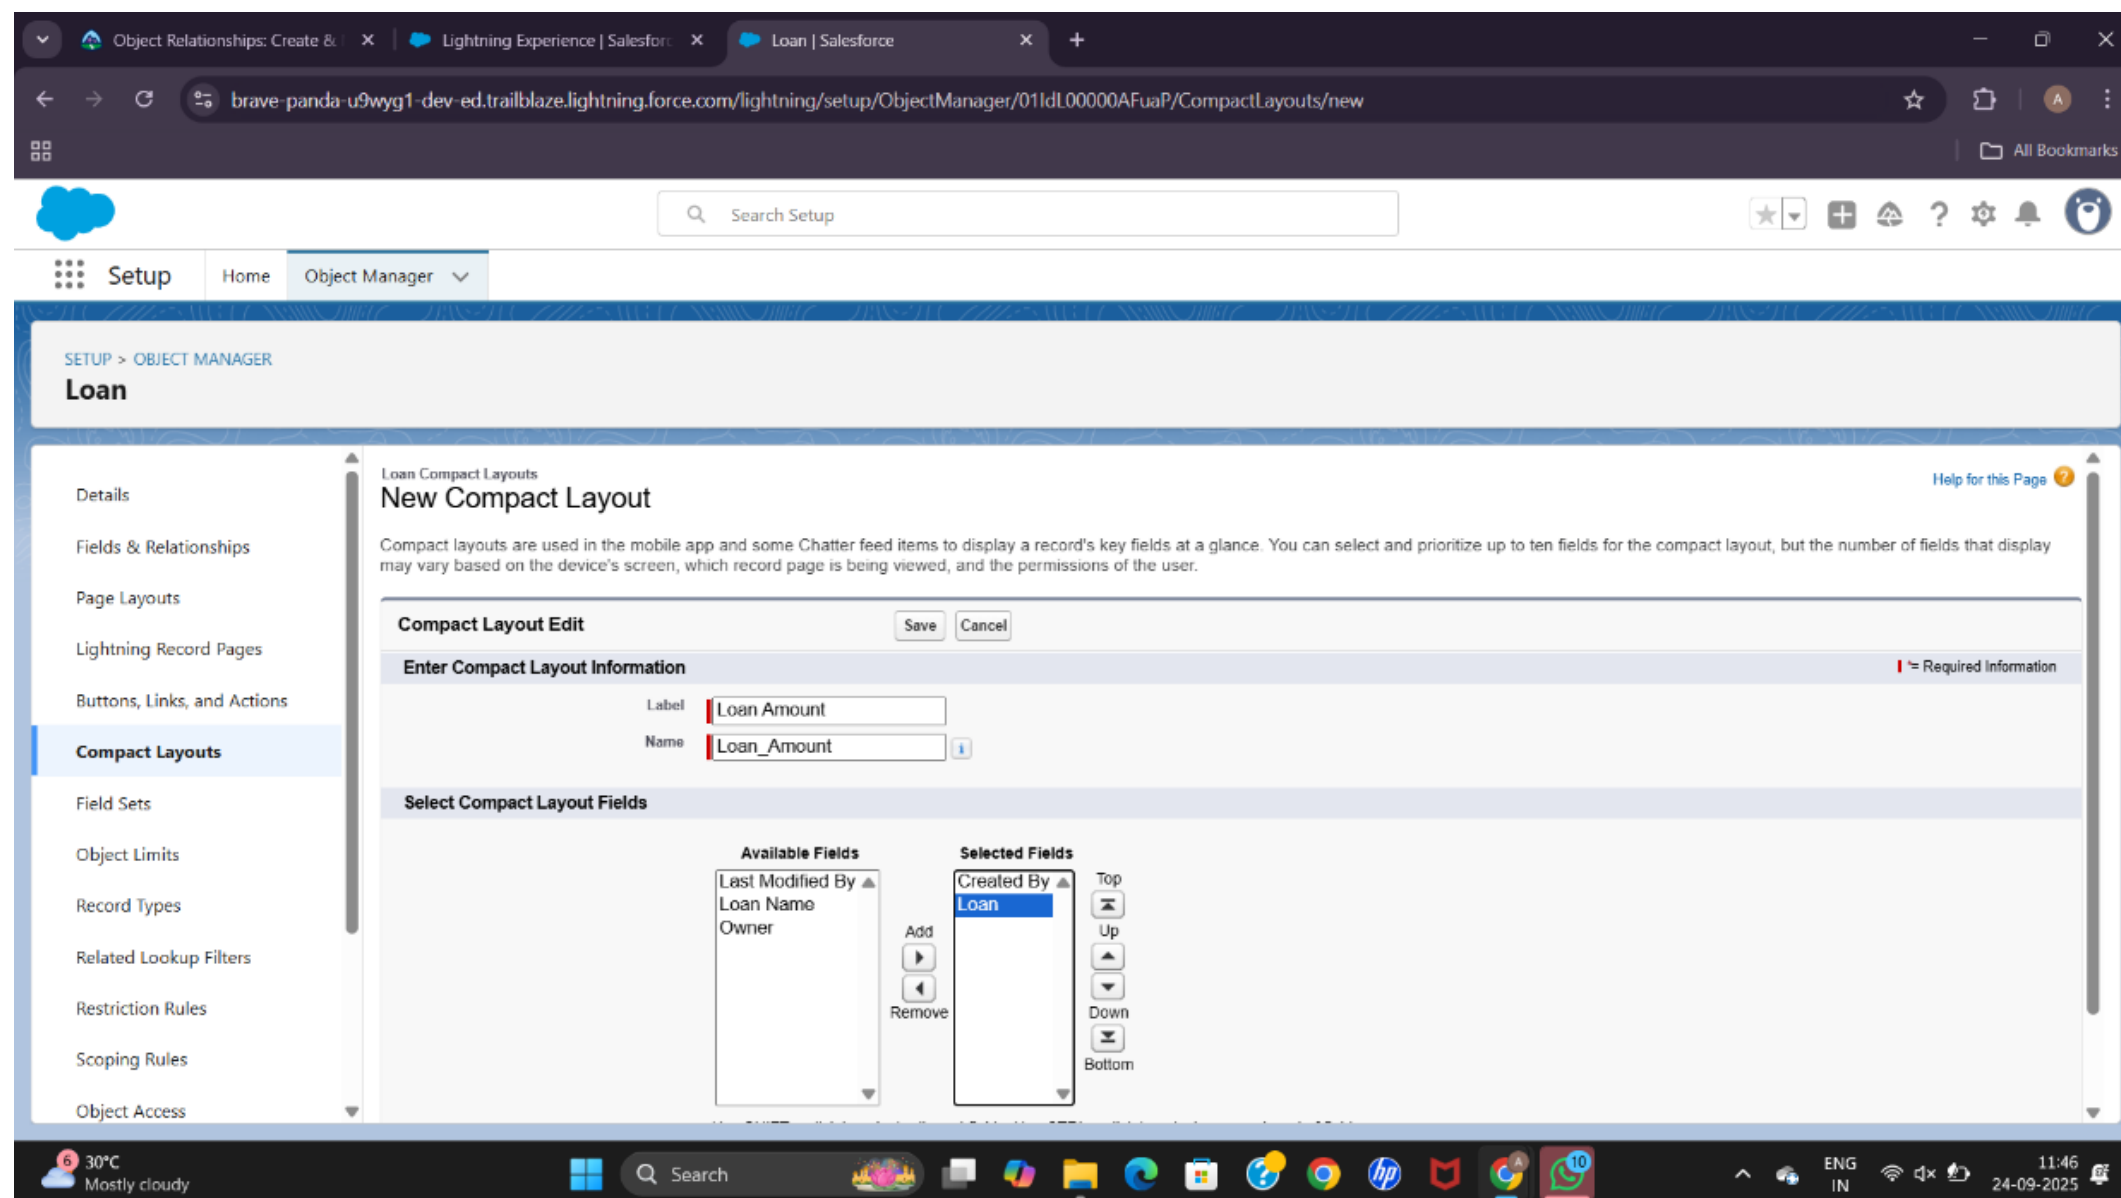 Object Relationships: Create &
Lightning Experience | Salesforc
Loan | Salesforce
brave-panda-u9wyg1-dev-ed.trailblaze.lightning.force.com/lightning/setup/ObjectManager/01IdL00000AFuaP/CompactLayouts/new
A
All Bookmarks
Search Setup
Setup
Home
Object Manager
SETUP > OBJECT MANAGER
Loan
Details
Fields & Relationships
Page Layouts
Lightning Record Pages
Buttons, Links, and Actions
Compact Layouts
Field Sets
Object Limits
Record Types
Related Lookup Filters
Restriction Rules
Scoping Rules
Object Access
Loan Compact Layouts
New Compact Layout
Help for this Page
Compact layouts are used in the mobile app and some Chatter feed items to display a record's key fields at a glance. You can select and prioritize up to ten fields for the compact layout, but the number of fields that display
may vary based on the device's screen, which record page is being viewed, and the permissions of the user.
Compact Layout Edit
Save
Cancel
Enter Compact Layout Information
= Required Information
Label
Loan Amount
Name
Loan_Amount
i
Select Compact Layout Fields
Available Fields
Last Modified By
Loan Name
Owner
Add
Remove
Selected Fields
Created By
Loan
Top
Up
Down
Bottom
6
30°C
Mostly cloudy
Search
hp
A
10
ENG
IN
11:46
24-09-2025